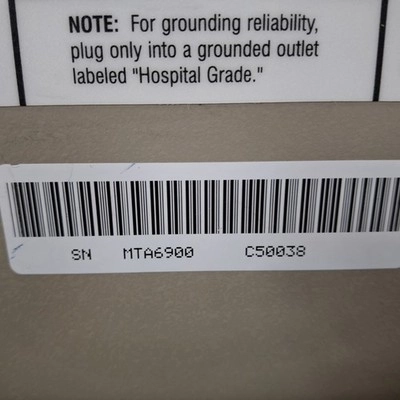 NOTE: For grounding reliability,
plug only into a grounded outlet
labeled "Hospital Grade."
SN MTA6900 C50038